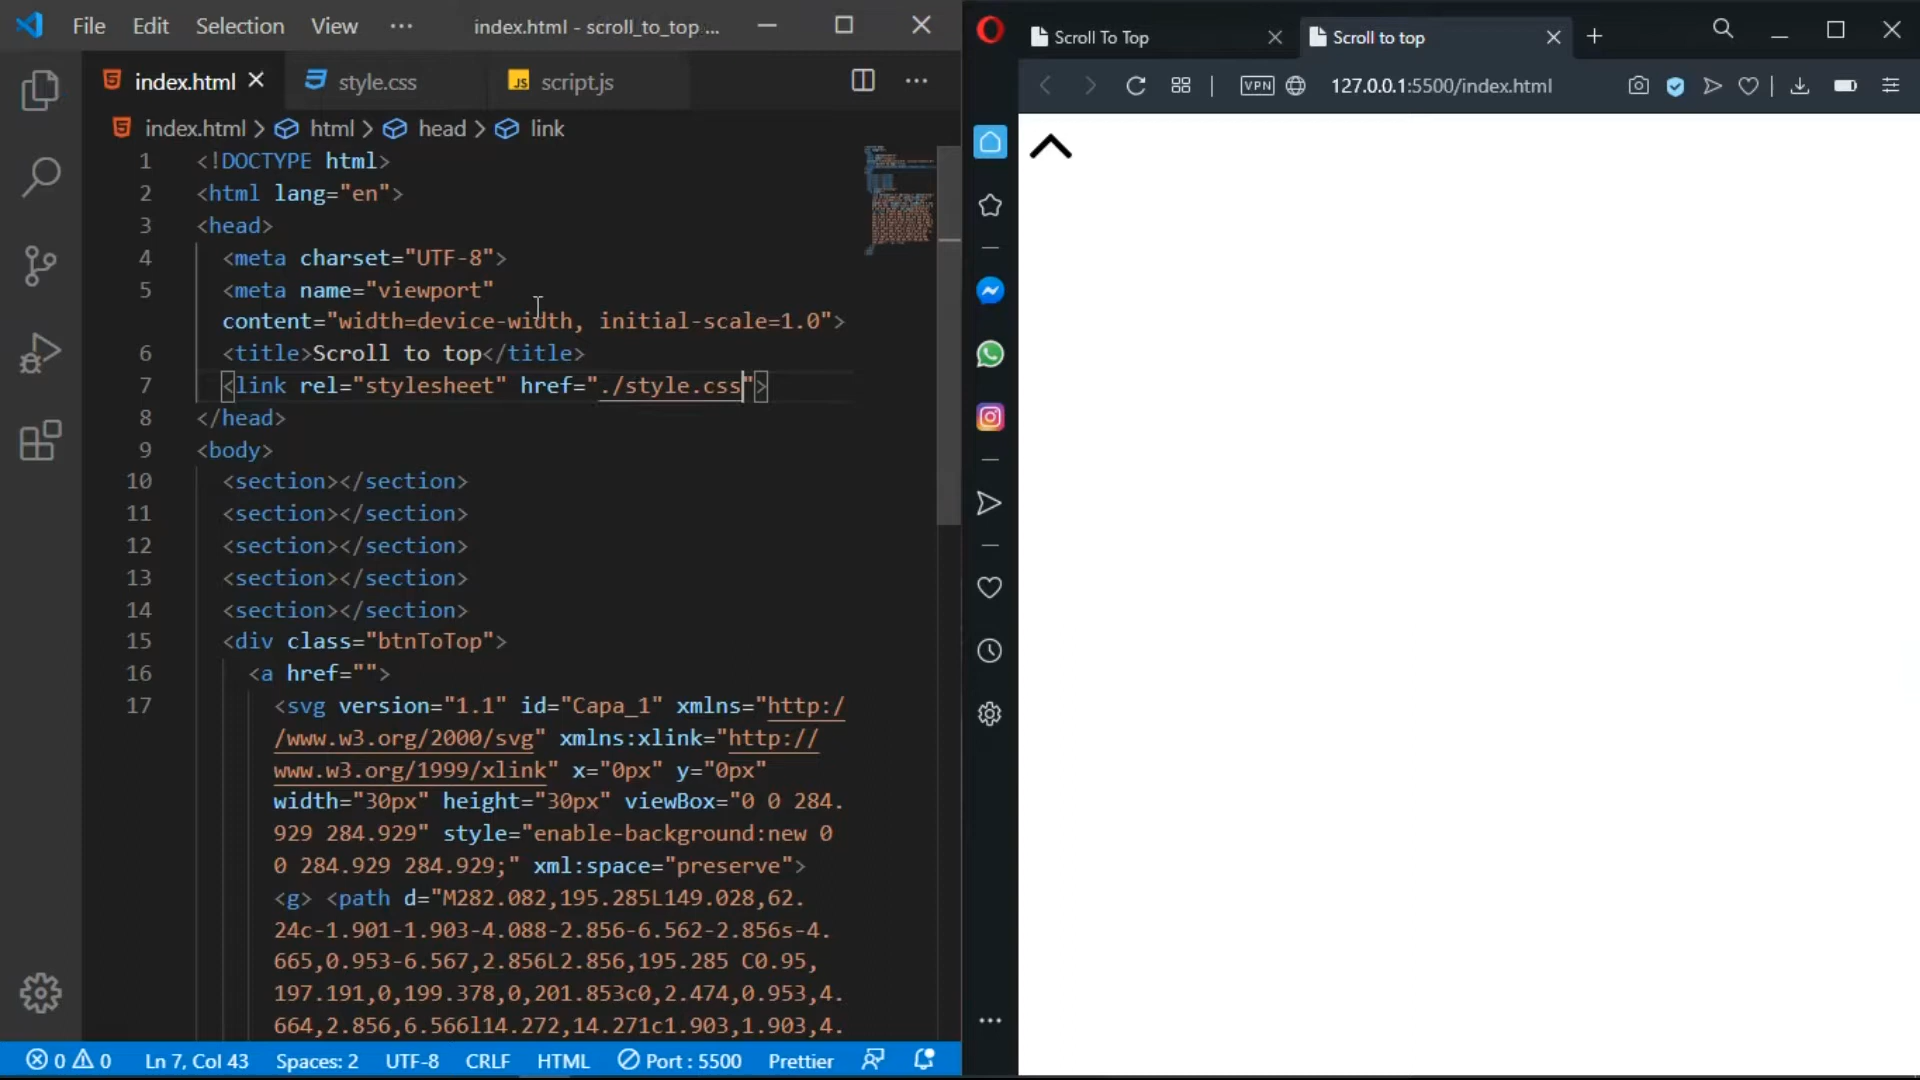 File Edit Selection View ··· index.html - scroll_to_top ...
index.html style.css JS script.js ···
index.html > html > head > link
1 <!DOCTYPE html>
2 <html lang="en">
3 <head>
4 <meta charset="UTF-8">
5 <meta name="viewport"
content="width=device-width, initial-scale=1.0">
6 <title>Scroll to top</title>
7 <link rel="stylesheet" href="./style.css">
8 </head>
9 <body>
10 <section></section>
11 <section></section>
12 <section></section>
13 <section></section>
14 <section></section>
15 <div class="btnToTop">
16 <a href="">
17 <svg version="1.1" id="Capa_1" xmlns="http:/
/www.w3.org/2000/svg" xmlns:xlink="http://
www.w3.org/1999/xlink" x="0px" y="0px"
width="30px" height="30px" viewBox="0 0 284.
929 284.929" style="enable-background:new 0
0 284.929 284.929;" xml:space="preserve">
<g> <path d="M282.082,195.285L149.028,62.
24c-1.901-1.903-4.088-2.856-6.562-2.856s-4.
665,0.953-6.567,2.856L2.856,195.285 C0.95,
197.191,0,199.378,0,201.853c0,2.474,0.953,4.
664,2.856,6.566l14.272,14.271c1.903,1.903,4.
0 0 Ln 7, Col 43 Spaces: 2 UTF-8 CRLF HTML Port : 5500 Prettier
Scroll To Top Scroll to top
VPN 127.0.0.1:5500/index.html